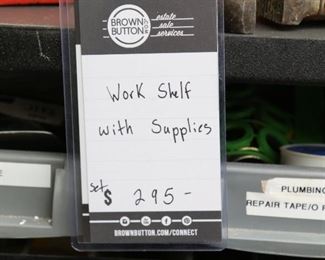 BROWN
BUTTON
estate
sale
services
Work Shelf
with Supplies
set
$ 295-
BROWNBUTTON.COM/CONNECT
PLUMBING
REPAIR TAPE/O